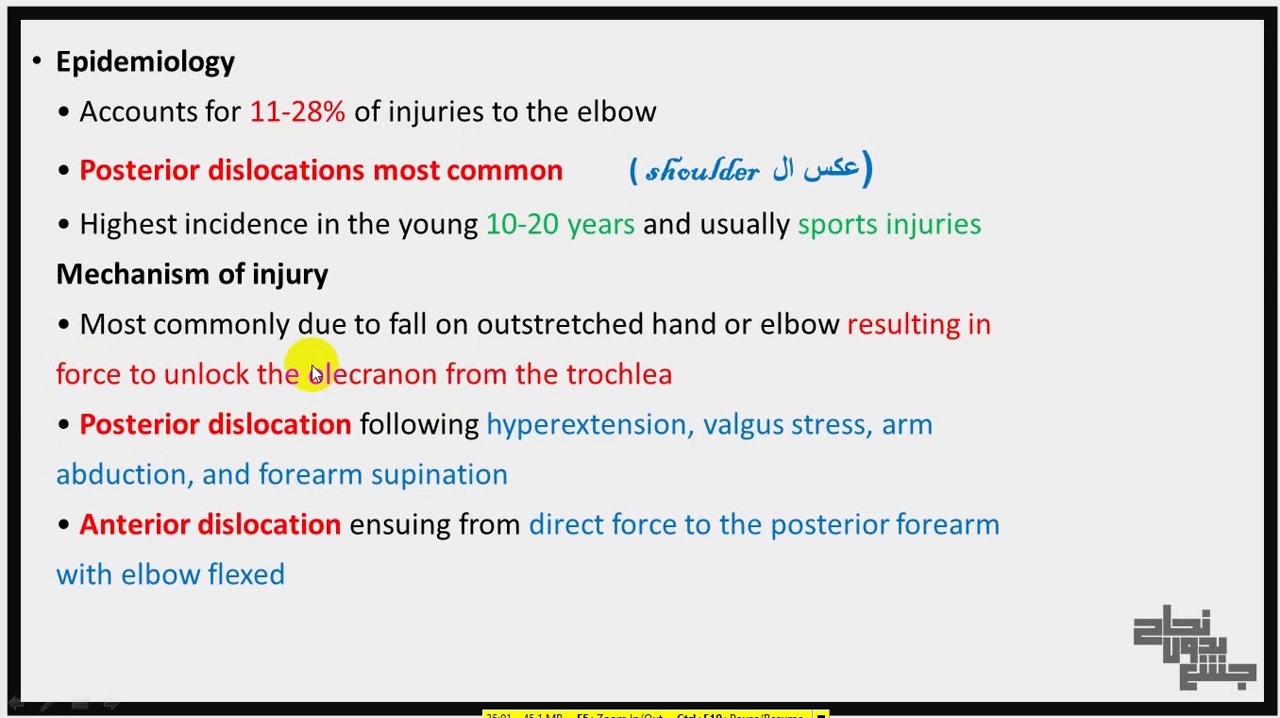 • Epidemiology
• Accounts for 11-28% of injuries to the elbow
• Posterior dislocations most common (عكس ال shoulder)
• Highest incidence in the young 10-20 years and usually sports injuries
Mechanism of injury
• Most commonly due to fall on outstretched hand or elbow resulting in
force to unlock the olecranon from the trochlea
• Posterior dislocation following hyperextension, valgus stress, arm
abduction, and forearm supination
• Anterior dislocation ensuing from direct force to the posterior forearm
with elbow flexed
نجاح
بدون
جشع